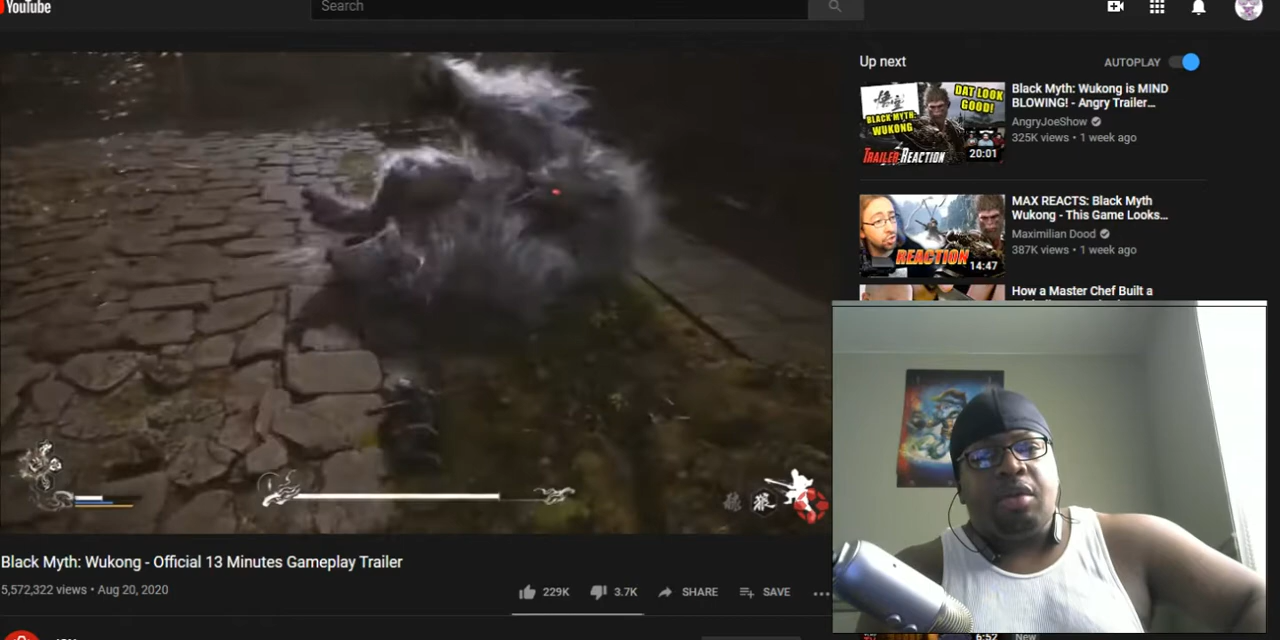 YouTube
Search
Up next
AUTOPLAY
DAT LOOK
GOOD!
BLACK MYTH:
WUKONG
TRAILER REACTION
20:01
Black Myth: Wukong is MIND
BLOWING! - Angry Trailer...
AngryJoeShow
325K views • 1 week ago
REACTION
14:47
MAX REACTS: Black Myth
Wukong - This Game Looks...
Maximilian Dood
387K views • 1 week ago
How a Master Chef Built a
Black Myth: Wukong - Official 13 Minutes Gameplay Trailer
5,572,322 views • Aug 20, 2020
229K
3.7K
SHARE
SAVE
6:52
New